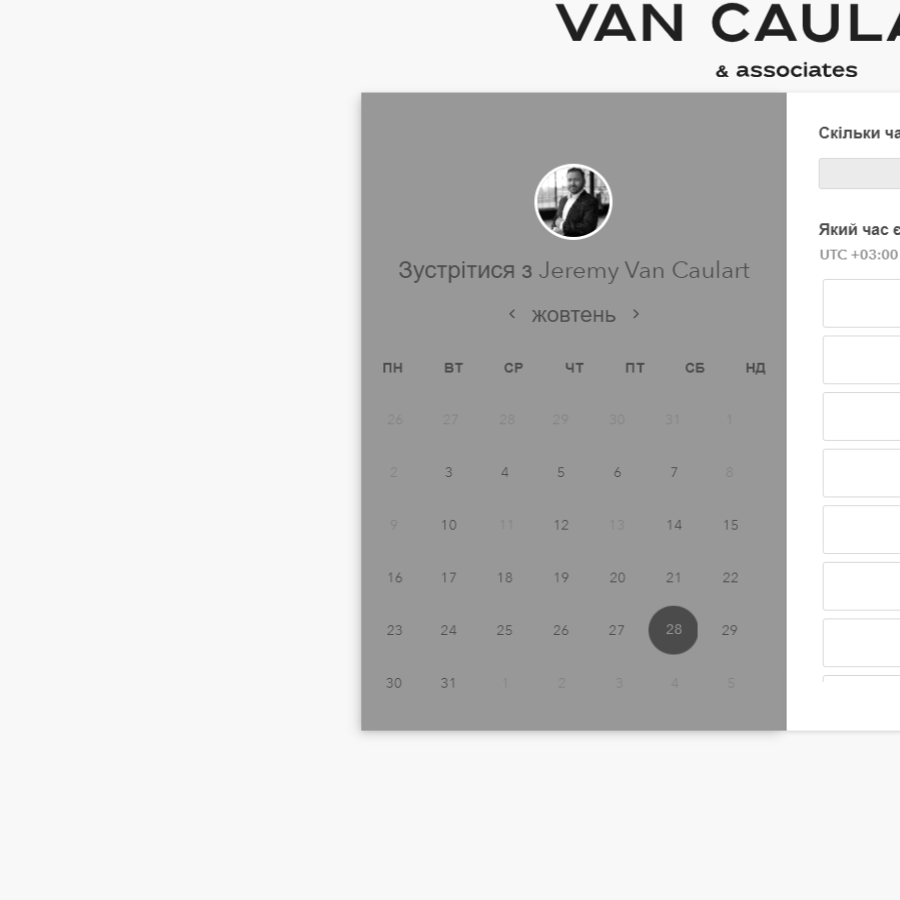 VAN CAULA
& associates
Скільки ча
Який час є
UTC +03:00
Зустрітися з Jeremy Van Caulart
жовтень
ПН ВТ СР ЧТ ПТ СБ НД
26 27 28 29 30 31 1
2 3 4 5 6 7 8
9 10 11 12 13 14 15
16 17 18 19 20 21 22
23 24 25 26 27 28 29
30 31 1 2 3 4 5